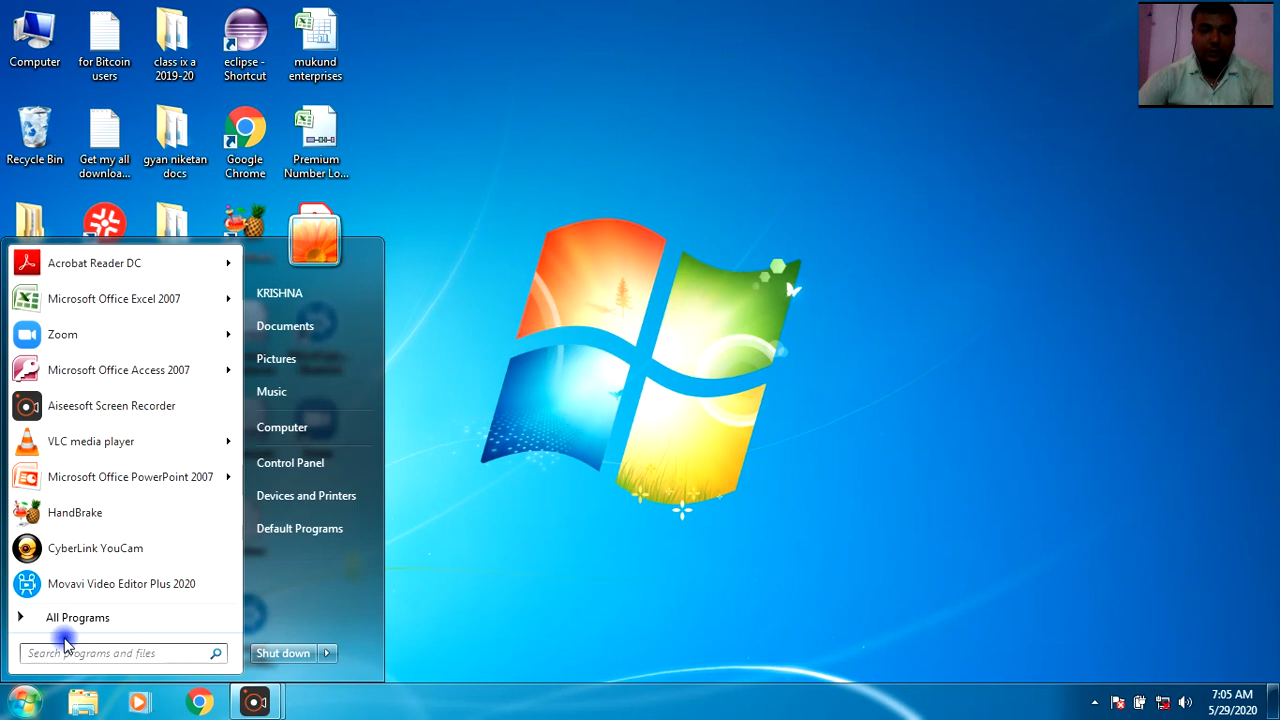 Computer
for Bitcoin
users
class ix a
2019-20
eclipse -
Shortcut
mukund
enterprises
Recycle Bin
Get my all
downloa...
gyan niketan
docs
Google
Chrome
Premium
Number Lo...
Acrobat Reader DC
Microsoft Office Excel 2007
Zoom
Microsoft Office Access 2007
Aiseesoft Screen Recorder
VLC media player
Microsoft Office PowerPoint 2007
HandBrake
CyberLink YouCam
Movavi Video Editor Plus 2020
All Programs
Search programs and files
KRISHNA
Documents
Pictures
Music
Computer
Control Panel
Devices and Printers
Default Programs
Shut down
7:05 AM
5/29/2020